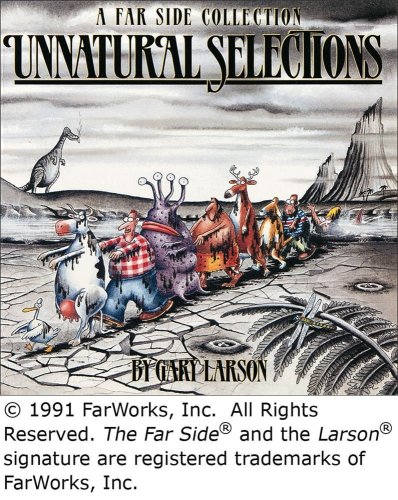 A FAR SIDE COLLECTION
UNNATURAL SELECTIONS
BY GARY LARSON
© 1991 FarWorks, Inc.  All Rights
Reserved. The Far Side® and the Larson®
signature are registered trademarks of
FarWorks, Inc.